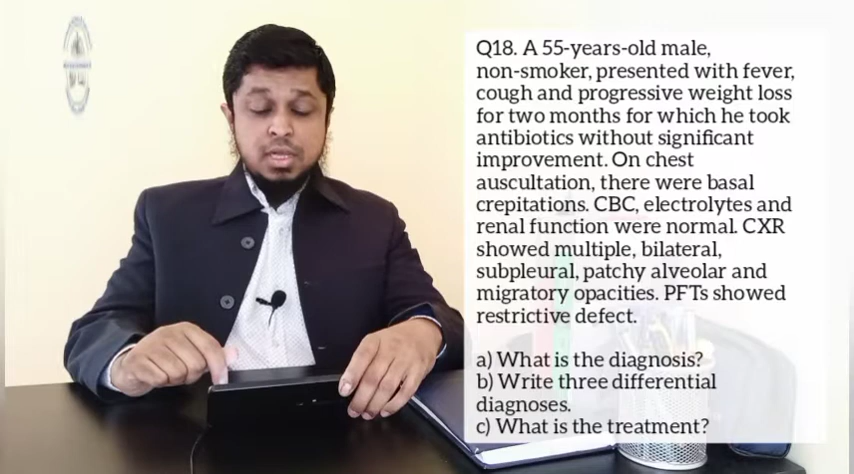 Q18. A 55-years-old male,
non-smoker, presented with fever,
cough and progressive weight loss
for two months for which he took
antibiotics without significant
improvement. On chest
auscultation, there were basal
crepitations. CBC, electrolytes and
renal function were normal. CXR
showed multiple, bilateral,
subpleural, patchy alveolar and
migratory opacities. PFTs showed
restrictive defect.
a) What is the diagnosis?
b) Write three differential
diagnoses.
c) What is the treatment?